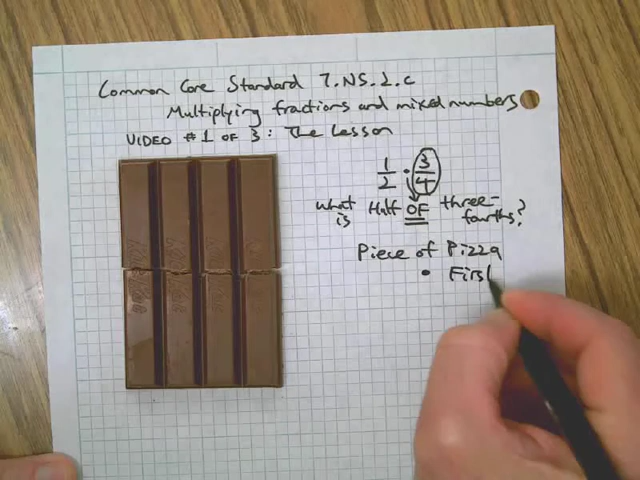 Common Core Standard 7.NS.2.c
Multiplying fractions and mixed numbers
VIDEO #1 OF 3: The Lesson
1/2 · 3/4
what is Half OF three-fourths?
Piece of Pizza
• First